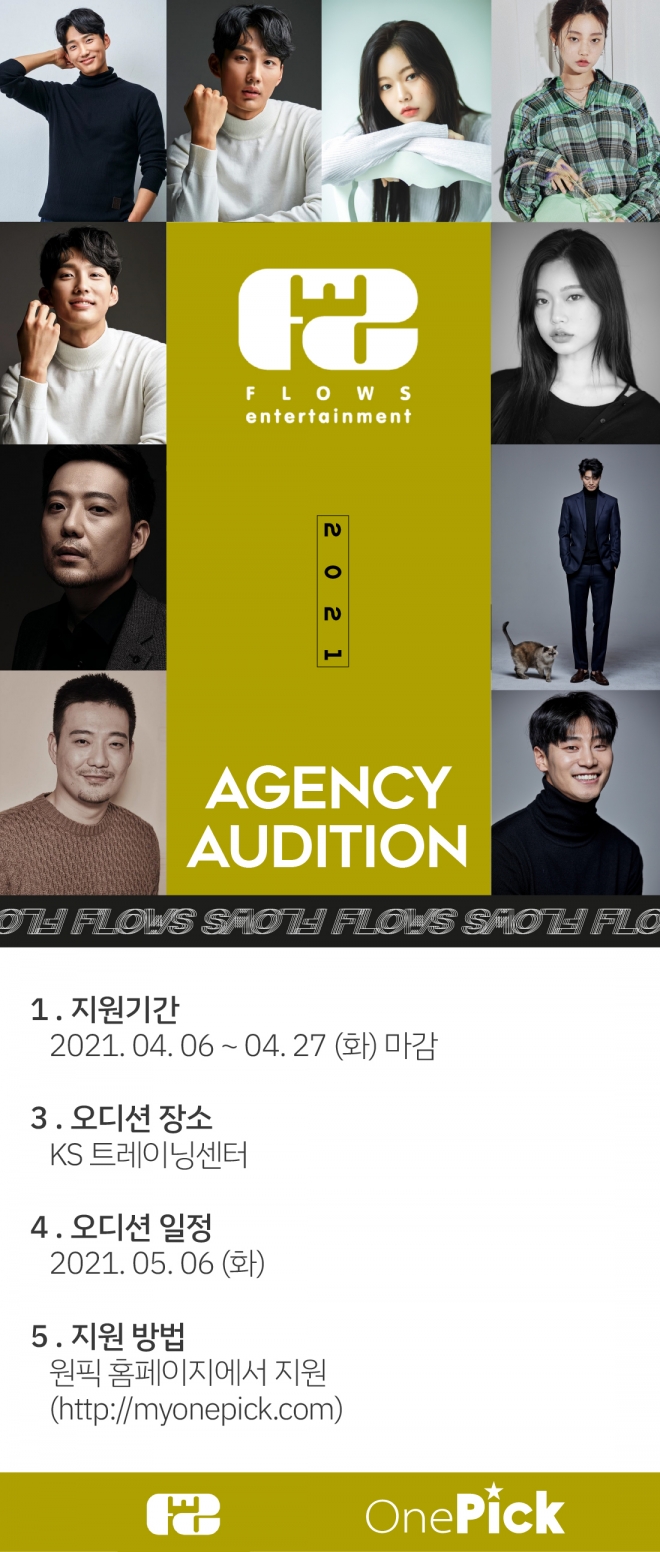 FLOWS
entertainment
2021
AGENCY
AUDITION
FLOWS FLOWS FLOWS FLOWS FLO
1 . 지원기간
2021. 04. 06 ~ 04. 27 (화) 마감
3 . 오디션 장소
KS 트레이닝센터
4 . 오디션 일정
2021. 05. 06 (화)
5 . 지원 방법
원픽 홈페이지에서 지원
(http://myonepick.com)
OnePick